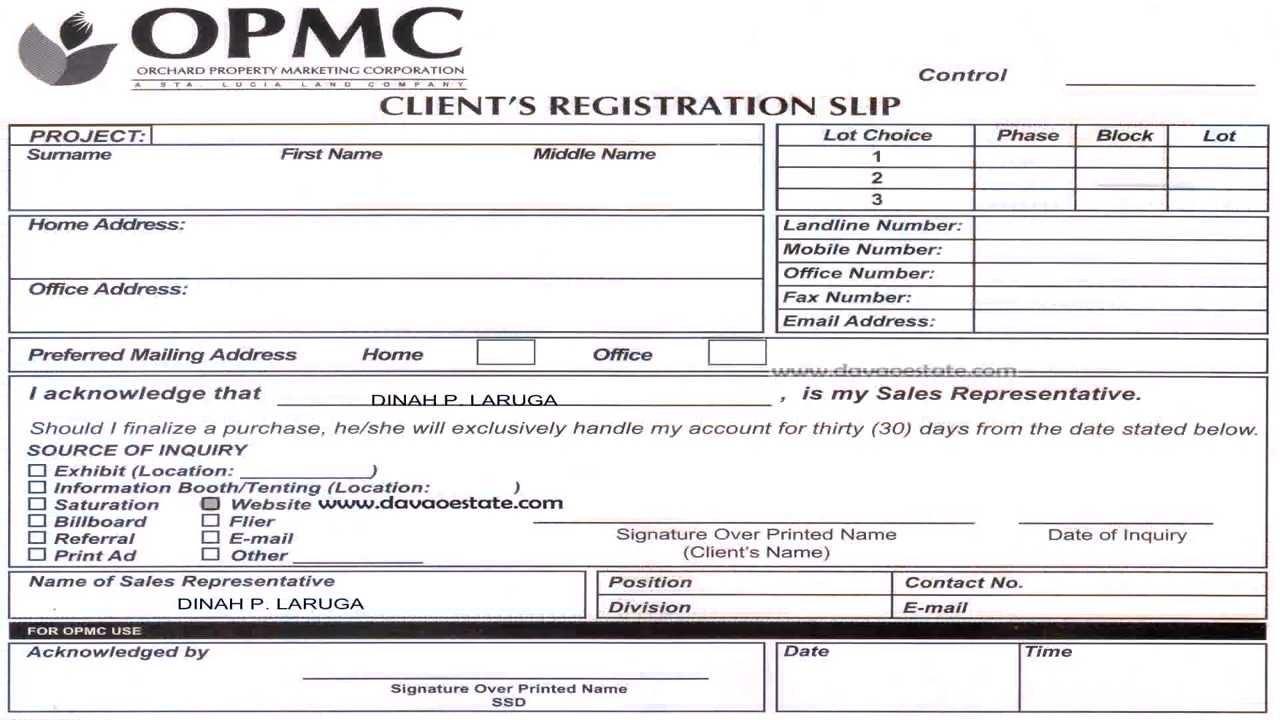 OPMC
ORCHARD PROPERTY MARKETING CORPORATION
A STA. LUCIA LAND COMPANY
Control
CLIENT'S REGISTRATION SLIP
PROJECT:
Surname First Name Middle Name
Lot Choice Phase Block Lot
1
2
3
Home Address:
Office Address:
Landline Number:
Mobile Number:
Office Number:
Fax Number:
Email Address:
Preferred Mailing Address Home Office
www.davaoestate.com
I acknowledge that DINAH P. LARUGA , is my Sales Representative.
Should I finalize a purchase, he/she will exclusively handle my account for thirty (30) days from the date stated below.
SOURCE OF INQUIRY
Exhibit (Location: ____________)
Information Booth/Tenting (Location: )
Saturation Website www.davaoestate.com
Billboard Flier
Referral E-mail
Print Ad Other ____________
Signature Over Printed Name
(Client's Name)
Date of Inquiry
Name of Sales Representative
DINAH P. LARUGA
Position Contact No.
Division E-mail
FOR OPMC USE
Acknowledged by
Signature Over Printed Name
SSD
Date Time